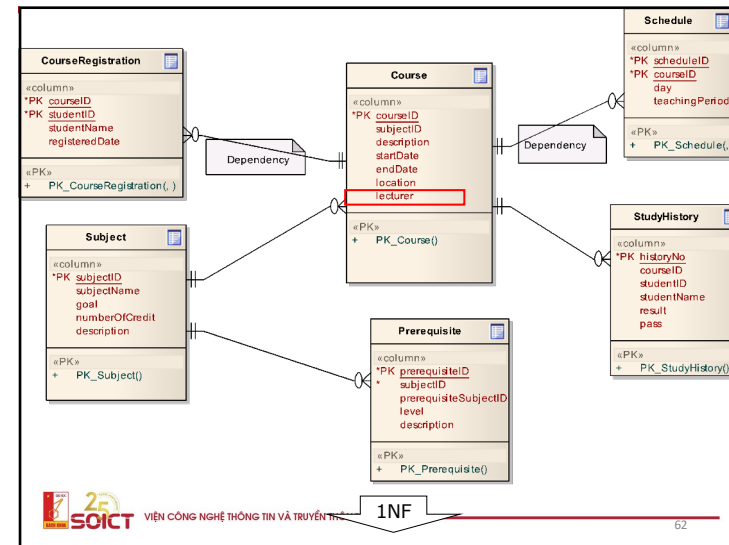 CourseRegistration
«column»
*PK courseID
*PK studentID
studentName
registeredDate
«PK»
+ PK_CourseRegistration(, )
Dependency
Course
«column»
*PK courseID
subjectID
description
startDate
endDate
location
lecturer
«PK»
+ PK_Course()
Dependency
Schedule
«column»
*PK scheduleID
*PK courseID
day
teachingPeriod
«PK»
+ PK_Schedule(,
Subject
«column»
*PK subjectID
subjectName
goal
numberOfCredit
description
«PK»
+ PK_Subject()
Prerequisite
«column»
*PK prerequisiteID
* subjectID
prerequisiteSubjectID
level
description
«PK»
+ PK_Prerequisite()
StudyHistory
«column»
*PK historyNo
courseID
studentID
studentName
result
pass
«PK»
+ PK_StudyHistory()
25
SOICT
VIỆN CÔNG NGHỆ THÔNG TIN VÀ TRUYỀN
1NF
62